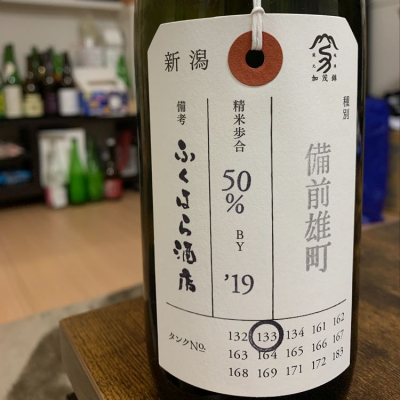 新潟
加茂錦
種別
備前雄町
精米歩合
50%
BY
'19
備考
ふくはら酒店
タンクNo.
132 133 134 161 162
163 164 165 166 167
168 169 171 172 183